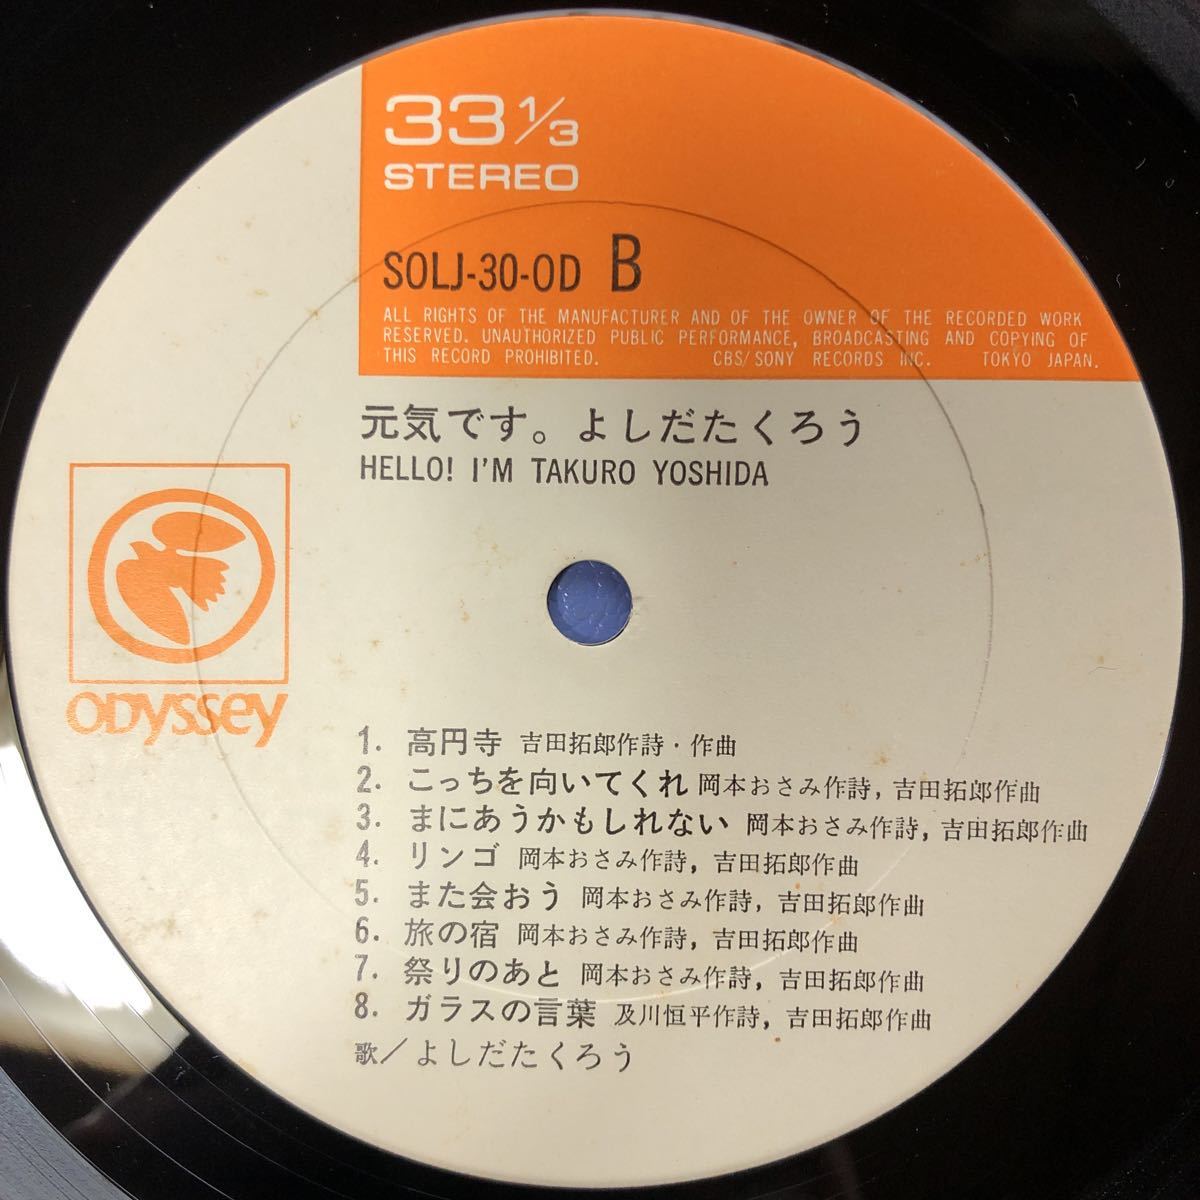 33 1/3
STEREO
SOLJ-30-OD B
ALL RIGHTS OF THE MANUFACTURER AND OF THE OWNER OF THE RECORDED WORK
RESERVED. UNAUTHORIZED PUBLIC PERFORMANCE, BROADCASTING AND COPYING OF
THIS RECORD PROHIBITED. CBS/SONY RECORDS INC. TOKYO JAPAN.
元気です。よしだたくろう
HELLO! I'M TAKURO YOSHIDA
ODYSSEY
1. 高円寺 吉田拓郎作詩・作曲
2. こっちを向いてくれ 岡本おさみ作詩, 吉田拓郎作曲
3. まにあうかもしれない 岡本おさみ作詩, 吉田拓郎作曲
4. リンゴ 岡本おさみ作詩, 吉田拓郎作曲
5. また会おう 岡本おさみ作詩, 吉田拓郎作曲
6. 旅の宿 岡本おさみ作詩, 吉田拓郎作曲
7. 祭りのあと 岡本おさみ作詩, 吉田拓郎作曲
8. ガラスの言葉 及川恒平作詩, 吉田拓郎作曲
歌/よしだたくろう